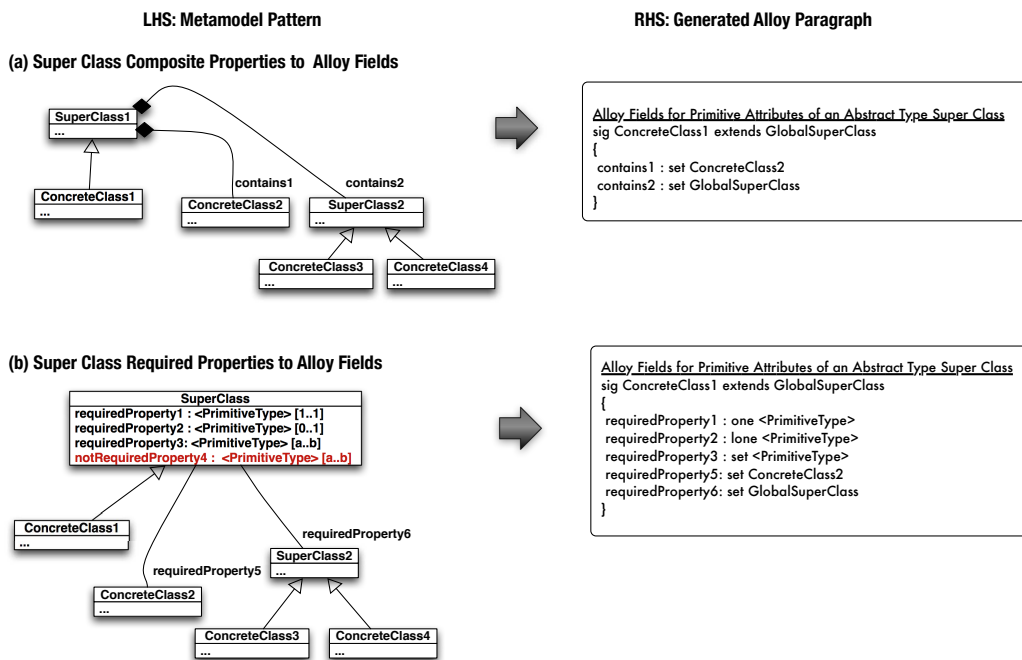 LHS: Metamodel Pattern
RHS: Generated Alloy Paragraph
(a) Super Class Composite Properties to Alloy Fields
SuperClass1
...
contains1
contains2
ConcreteClass1
...
ConcreteClass2
...
SuperClass2
...
ConcreteClass3
...
ConcreteClass4
...
Alloy Fields for Primitive Attributes of an Abstract Type Super Class
sig ConcreteClass1 extends GlobalSuperClass
{
contains1 : set ConcreteClass2
contains2 : set GlobalSuperClass
}
(b) Super Class Required Properties to Alloy Fields
SuperClass
requiredProperty1 : <PrimitiveType> [1..1]
requiredProperty2 : <PrimitiveType> [0..1]
requiredProperty3: <PrimitiveType> [a..b]
notRequiredProperty4 : <PrimitiveType> [a..b]
ConcreteClass1
...
requiredProperty6
SuperClass2
...
requiredProperty5
ConcreteClass2
...
ConcreteClass3
...
ConcreteClass4
...
Alloy Fields for Primitive Attributes of an Abstract Type Super Class
sig ConcreteClass1 extends GlobalSuperClass
{
requiredProperty1 : one <PrimitiveType>
requiredProperty2 : lone <PrimitiveType>
requiredProperty3 : set <PrimitiveType>
requiredProperty5: set ConcreteClass2
requiredProperty6: set GlobalSuperClass
}